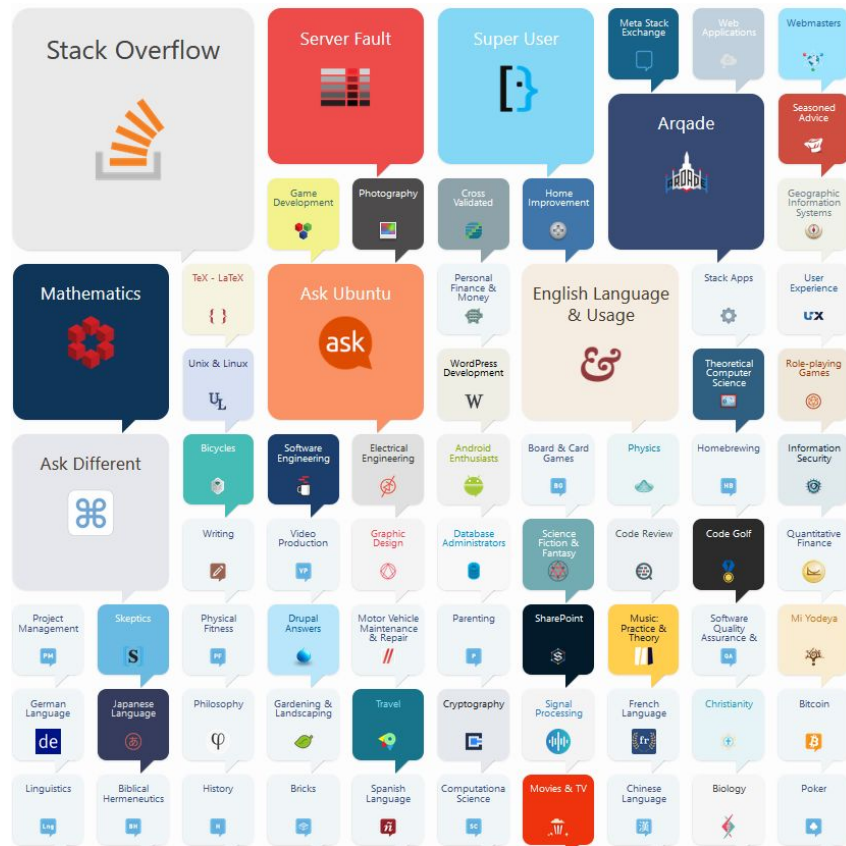 Stack Overflow
Server Fault
Super User
Meta Stack
Exchange
Web
Applications
Webmasters
Arqade
ARQADE
Seasoned
Advice
Game
Development
Photography
Cross
Validated
Home
Improvement
Geographic
Information
Systems
Mathematics
TeX - LaTeX
{ }
Ask Ubuntu
ask
Personal
Finance &
Money
English Language
& Usage
&
Stack Apps
User
Experience
UX
Unix & Linux
UL
WordPress
Development
W
Theoretical
Computer
Science
Role-playing
Games
Ask Different
⌘
Bicycles
Software
Engineering
Electrical
Engineering
Android
Enthusiasts
Board & Card
Games
BG
Physics
Homebrewing
HB
Information
Security
Writing
Video
Production
VP
Graphic
Design
Database
Administrators
Science
Fiction &
Fantasy
Code Review
Code Golf
Quantitative
Finance
Project
Management
PM
Skeptics
S
Physical
Fitness
PF
Drupal
Answers
Motor Vehicle
Maintenance
& Repair
//
Parenting
P
SharePoint
$
Music:
Practice &
Theory
Software
Quality
Assurance &
QA
Mi Yodeya
German
Language
de
Japanese
Language
あ
Philosophy
φ
Gardening &
Landscaping
Travel
Cryptography
Signal
Processing
French
Language
fr
Christianity
Bitcoin
Linguistics
Lng
Biblical
Hermeneutics
BH
History
H
Bricks
Spanish
Language
ñ
Computationa
Science
SC
Movies & TV
Chinese
Language
漢
Biology
Poker